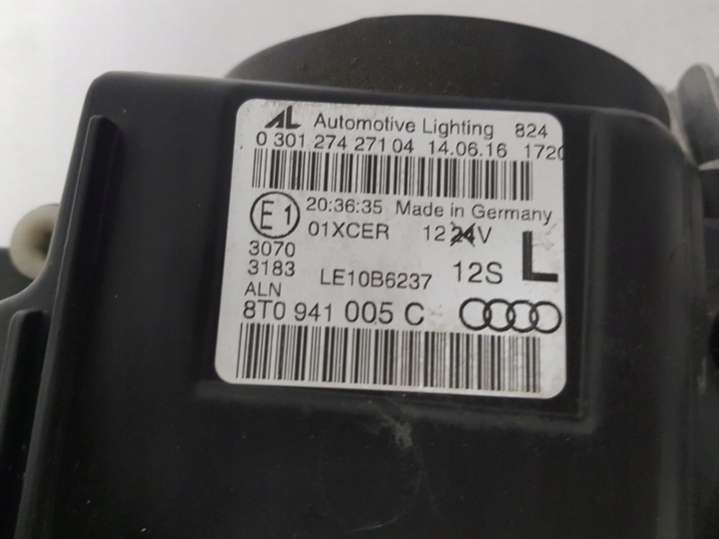 AL Automotive Lighting 824
0 301 274 271 04 14.06.16 1720
E1 20:36:35 Made in Germany
01XCER 12 24V
3070
3183 LE10B6237 12S L
ALN
8T0 941 005 C